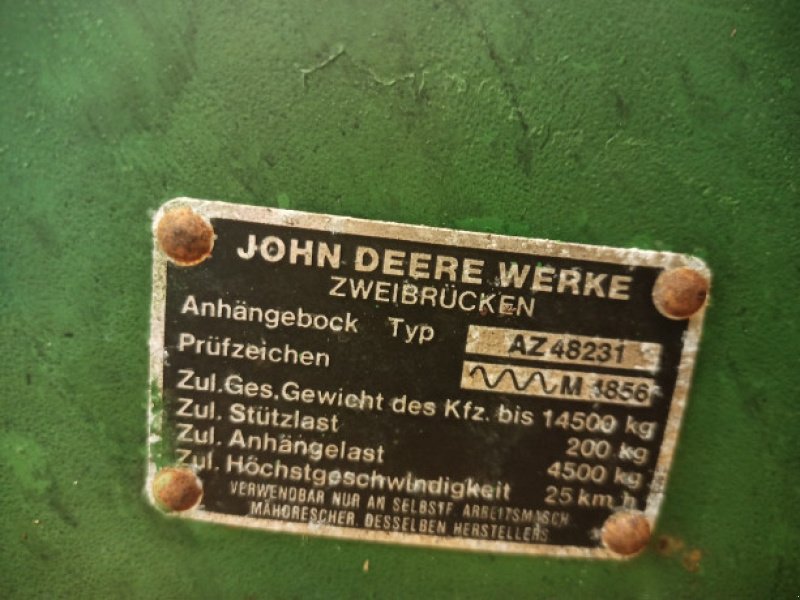 JOHN DEERE WERKE
ZWEIBRÜCKEN
Anhängebock Typ AZ 48231
Prüfzeichen M 1856
Zul.Ges.Gewicht des Kfz. bis 14500 kg
Zul. Stützlast 200 kg
Zul. Anhängelast 4500 kg
Zul. Höchstgeschwindigkeit 25 km/h
VERWENDBAR NUR AN SELBSTF. ARBEITSMASCH.
MÄHDRESCHER, DESSELBEN HERSTELLERS